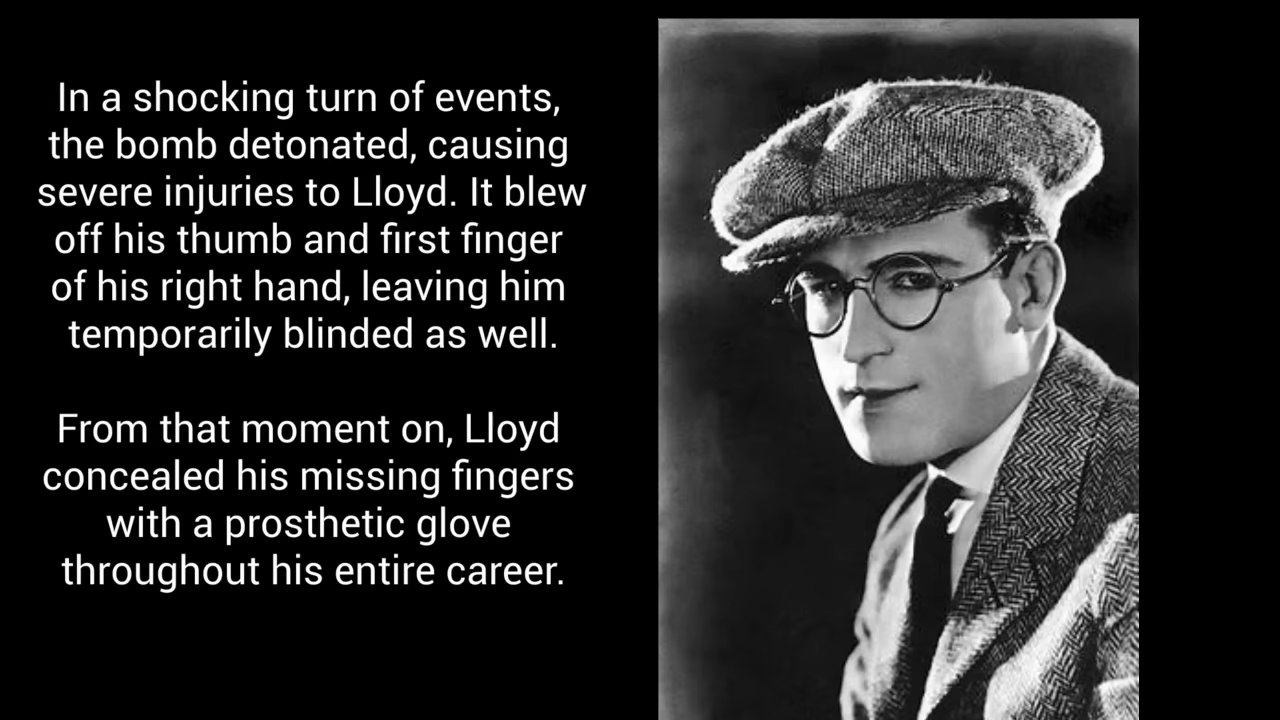 In a shocking turn of events,
the bomb detonated, causing
severe injuries to Lloyd. It blew
off his thumb and first finger
of his right hand, leaving him
temporarily blinded as well.
From that moment on, Lloyd
concealed his missing fingers
with a prosthetic glove
throughout his entire career.